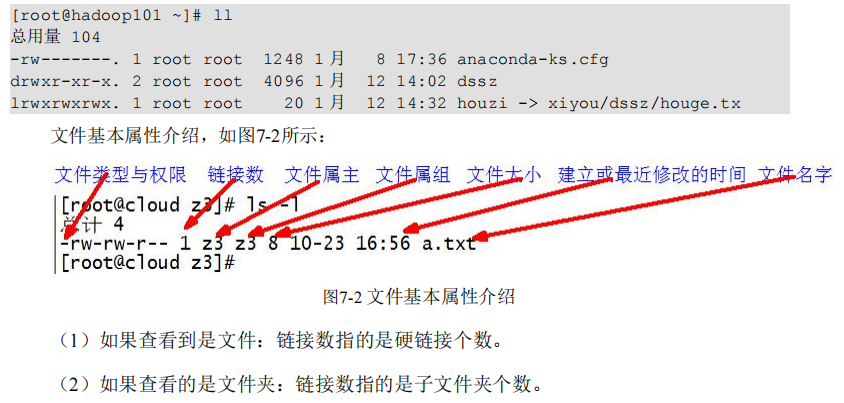 [root@hadoop101 ~]# ll
总用量 104
-rw-------. 1 root root  1248 1月   8 17:36 anaconda-ks.cfg
drwxr-xr-x. 2 root root  4096 1月  12 14:02 dssz
lrwxrwxrwx. 1 root root    20 1月  12 14:32 houzi -> xiyou/dssz/houge.tx
文件基本属性介绍，如图7-2所示：
文件类型与权限 链接数 文件属主 文件属组 文件大小 建立或最近修改的时间 文件名字
[root@cloud z3]# ls -l
总计 4
-rw-rw-r-- 1 z3 z3 8 10-23 16:56 a.txt
[root@cloud z3]#
图7-2 文件基本属性介绍
（1）如果查看到是文件：链接数指的是硬链接个数。
（2）如果查看的是文件夹：链接数指的是子文件夹个数。